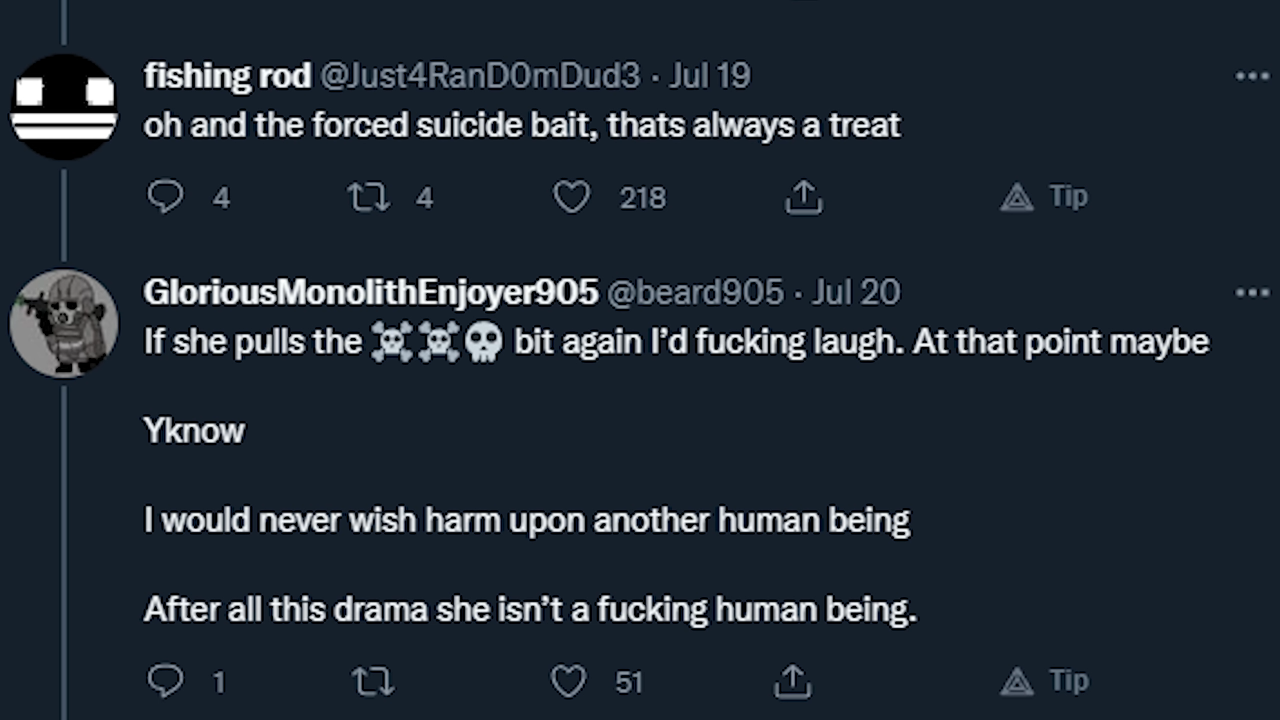 fishing rod @Just4RanD0mDud3 · Jul 19
oh and the forced suicide bait, thats always a treat
4 4 218 Tip
GloriousMonolithEnjoyer905 @beard905 · Jul 20
If she pulls the ☠️☠️💀 bit again I’d fucking laugh. At that point maybe
Yknow
I would never wish harm upon another human being
After all this drama she isn’t a fucking human being.
1 51 Tip